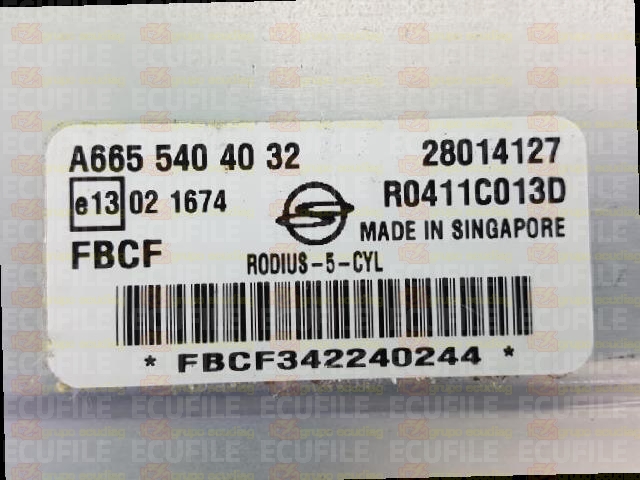 A665 540 40 32 28014127
e13 02 1674 R0411C013D
MADE IN SINGAPORE
FBCF RODIUS-5-CYL
* FBCF342240244 *
ECUFILE